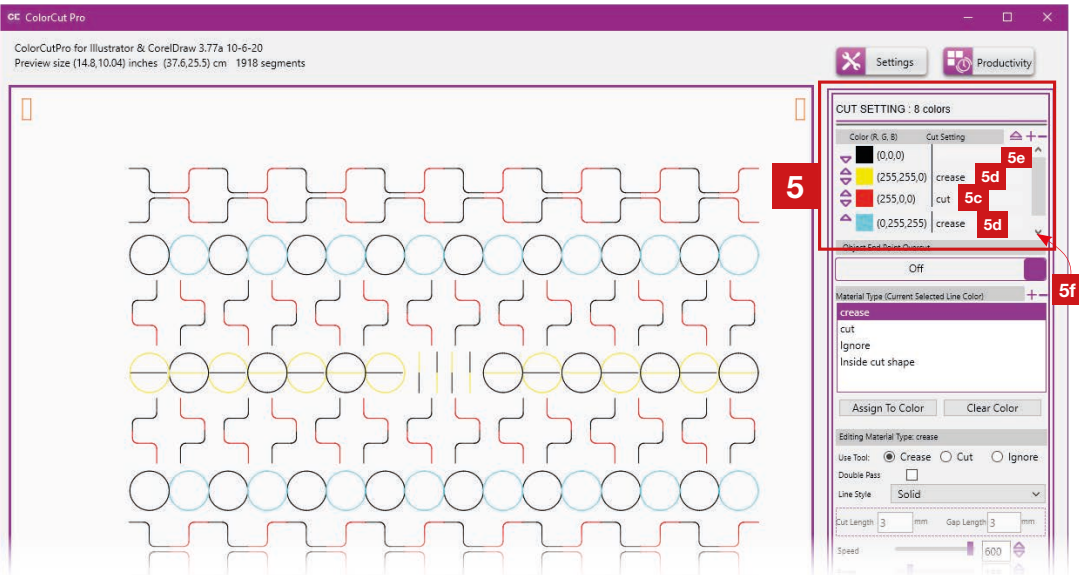 CC ColorCut Pro
ColorCutPro for Illustrator & CorelDraw 3.77a 10-6-20
Preview size (14.8,10.04) inches (37.6,25.5) cm 1918 segments
Settings
Productivity
CUT SETTING : 8 colors
Color (R, G, B) Cut Setting
(0,0,0) 5e
(255,255,0) crease 5d
5
(255,0,0) cut 5c
(0,255,255) crease 5d
Object End Point Overcut
Off
5f
Material Type (Current Selected Line Color)
crease
cut
Ignore
Inside cut shape
Assign To Color Clear Color
Editing Material Type: crease
Use Tool: Crease Cut Ignore
Double Pass
Line Style Solid
Cut Length 3 mm Gap Length 3 mm
Speed 600